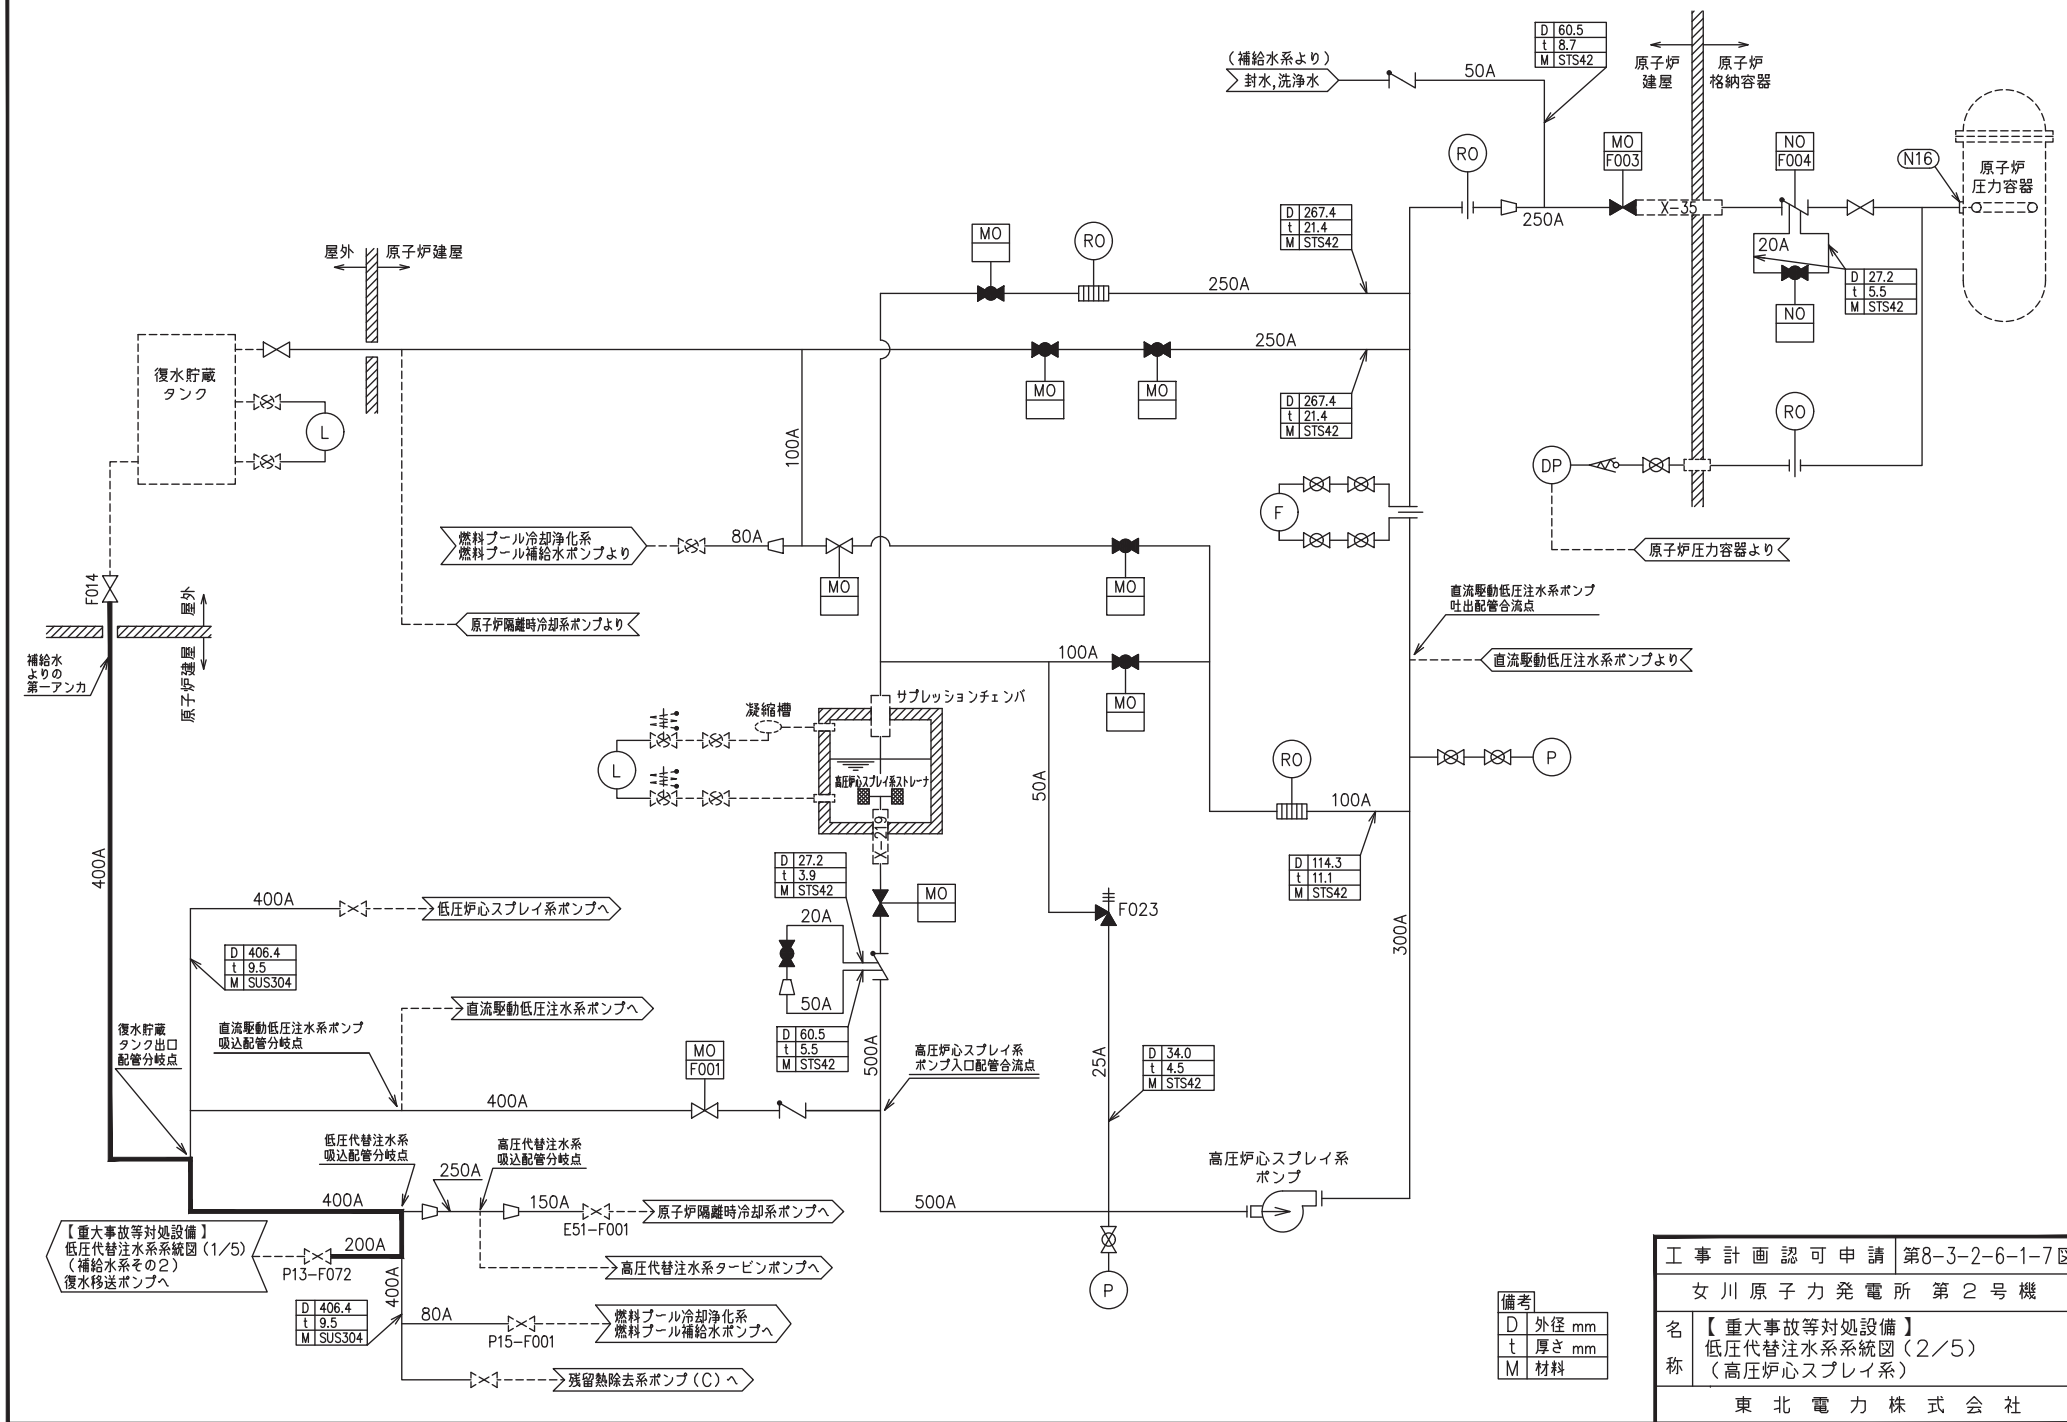 D 60.5
t 8.7
M STS42
(補給水系より)
封水,洗浄水
50A
原子炉
建屋
原子炉
格納容器
RO
MO
F003
NO
F004
N16
原子炉
圧力容器
250A
X-35
20A
D 27.2
t 5.5
M STS42
NO
MO
RO
D 267.4
t 21.4
M STS42
250A
屋外
原子炉建屋
250A
MO
MO
D 267.4
t 21.4
M STS42
復水貯蔵
タンク
L
100A
RO
DP
原子炉圧力容器より
F
燃料プール冷却浄化系
燃料プール補給水ポンプより
80A
MO
MO
F014
屋外
原子炉建屋
原子炉隔離時冷却系ポンプより
直流駆動低圧注水系ポンプ
吐出配管合流点
直流駆動低圧注水系ポンプより
補給水
よりの
第一アンカ
100A
MO
サプレッションチェンバ
凝縮槽
L
高圧炉心スプレイ系ストレーナ
X-219
50A
RO
100A
P
D 114.3
t 11.1
M STS42
400A
D 27.2
t 3.9
M STS42
MO
F023
300A
400A
低圧炉心スプレイ系ポンプへ
20A
50A
D 406.4
t 9.5
M SUS304
直流駆動低圧注水系ポンプへ
D 60.5
t 5.5
M STS42
500A
復水貯蔵
タンク出口
配管分岐点
直流駆動低圧注水系ポンプ
吸込配管分岐点
MO
F001
高圧炉心スプレイ系
ポンプ入口配管合流点
25A
D 34.0
t 4.5
M STS42
400A
低圧代替注水系
吸込配管分岐点
高圧代替注水系
吸込配管分岐点
250A
高圧炉心スプレイ系
ポンプ
400A
150A
E51-F001
原子炉隔離時冷却系ポンプへ
500A
【重大事故等対処設備】
低圧代替注水系系統図(1/5)
(補給水系その2)
復水移送ポンプへ
200A
P13-F072
400A
高圧代替注水系タービンポンプへ
P
D 406.4
t 9.5
M SUS304
80A
P15-F001
燃料プール冷却浄化系
燃料プール補給水ポンプへ
残留熱除去系ポンプ(C)へ
備考
D 外径 mm
t 厚さ mm
M 材料
工事計画認可申請 第8-3-2-6-1-7図
女川原子力発電所 第2号機
名称
【重大事故等対処設備】
低圧代替注水系系統図(2/5)
(高圧炉心スプレイ系)
東北電力株式会社